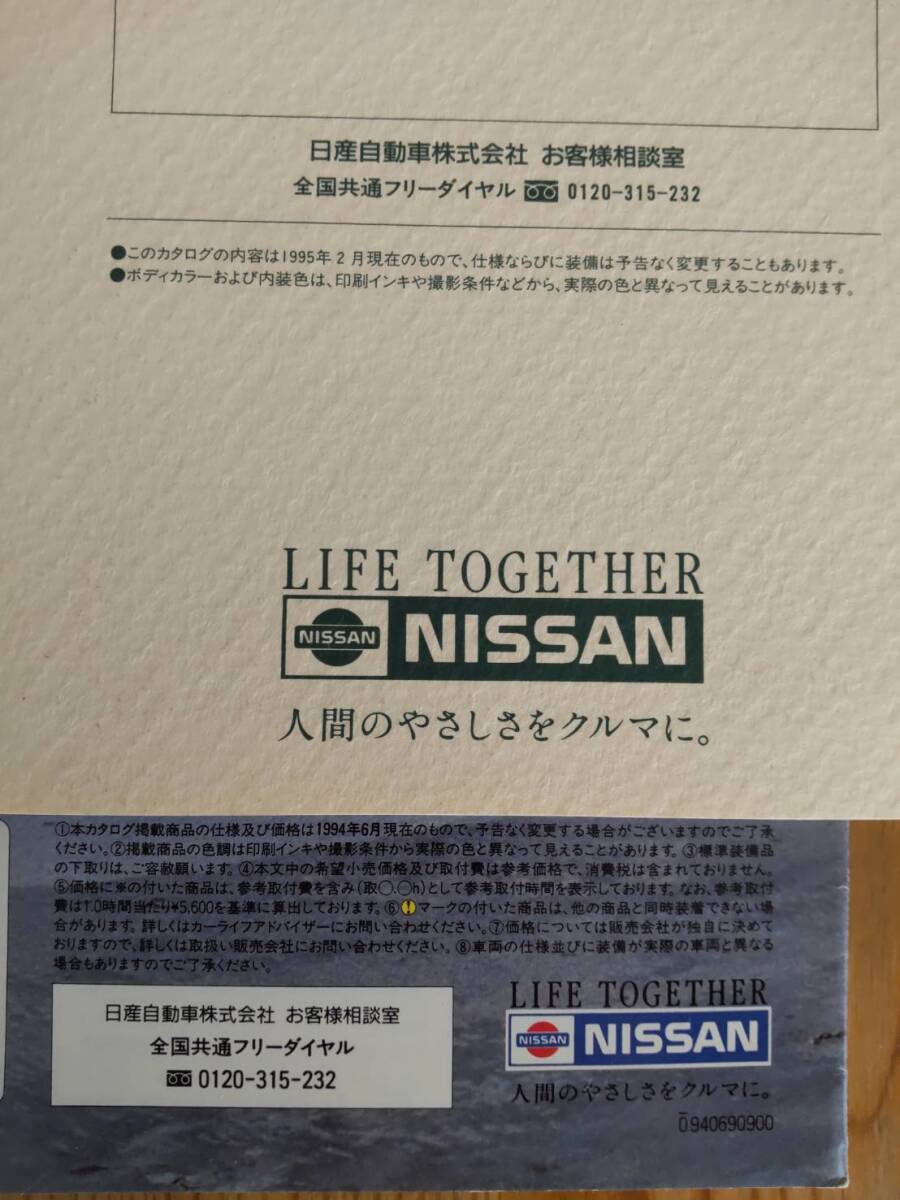 日産自動車株式会社 お客様相談室
全国共通フリーダイヤル 0120-315-232
●このカタログの内容は1995年2月現在のもので、仕様ならびに装備は予告なく変更することもあります。
●ボディカラーおよび内装色は、印刷インキや撮影条件などから、実際の色と異なって見えることがあります。
LIFE TOGETHER
NISSAN NISSAN
人間のやさしさをクルマに。
①本カタログ掲載商品の仕様及び価格は1994年6月現在のもので、予告なく変更する場合がございますのでご了承
ください。②掲載商品の色調は印刷インキや撮影条件から実際の色と異なって見えることがあります。③標準装備品
の下取りは、ご容赦願います。④本文中の希望小売価格及び取付費は参考価格で、消費税は含まれておりません。
⑤価格に※の付いた商品は、参考取付費を含み(取○.○h)として参考取付時間を表示しております。なお、参考取付
費は1.0時間当たり¥5,600を基準に算出しております。⑥!マークの付いた商品は、他の商品と同時装着できない場
合があります。詳しくはカーライフアドバイザーにお問い合わせください。⑦価格については販売会社が独自に決めて
おりますので、詳しくは取扱い販売会社にお問い合わせください。⑧車両の仕様並びに装備が実際の車両と異なる
場合もありますのでご了承ください。
日産自動車株式会社 お客様相談室
全国共通フリーダイヤル
0120-315-232
LIFE TOGETHER
NISSAN NISSAN
人間のやさしさをクルマに。
0940690900